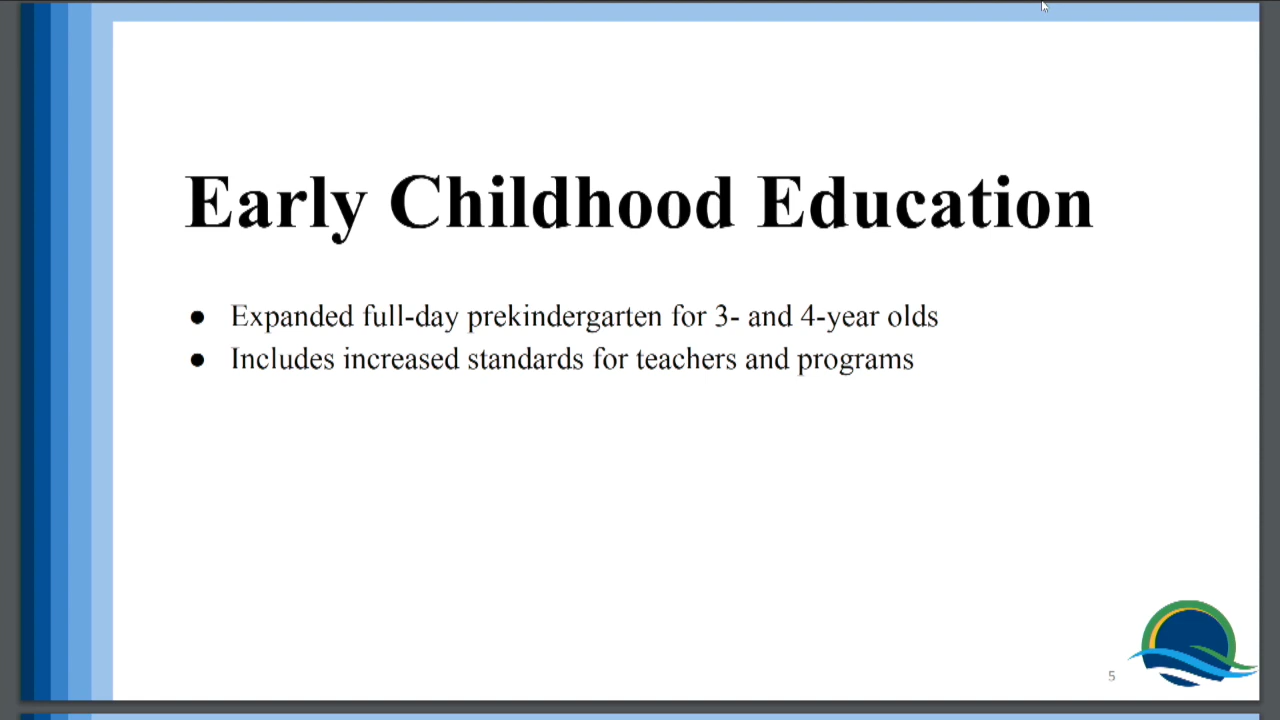 Early Childhood Education
● Expanded full-day prekindergarten for 3- and 4-year olds
● Includes increased standards for teachers and programs
5